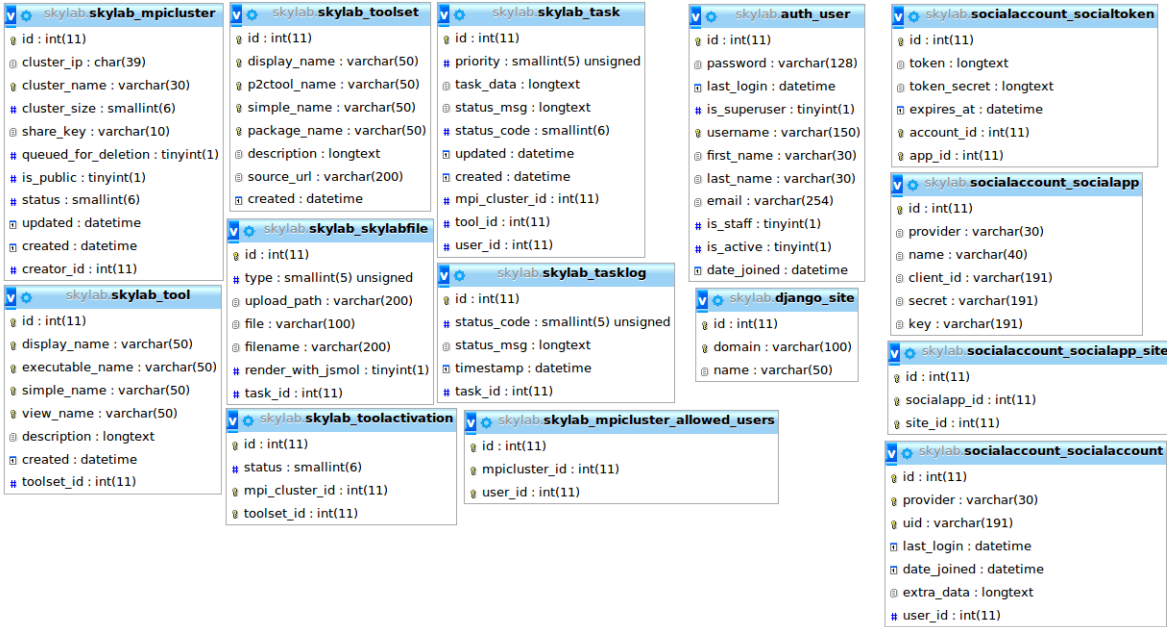 skylab.skylab_mpicluster
id : int(11)
cluster_ip : char(39)
cluster_name : varchar(30)
cluster_size : smallint(6)
share_key : varchar(10)
queued_for_deletion : tinyint(1)
is_public : tinyint(1)
status : smallint(6)
updated : datetime
created : datetime
creator_id : int(11)
skylab.skylab_tool
id : int(11)
display_name : varchar(50)
executable_name : varchar(50)
simple_name : varchar(50)
view_name : varchar(50)
description : longtext
created : datetime
toolset_id : int(11)
skylab.skylab_toolset
id : int(11)
display_name : varchar(50)
p2ctool_name : varchar(50)
simple_name : varchar(50)
package_name : varchar(50)
description : longtext
source_url : varchar(200)
created : datetime
skylab.skylab_skylabfile
id : int(11)
type : smallint(5) unsigned
upload_path : varchar(200)
file : varchar(100)
filename : varchar(200)
render_with_jsmol : tinyint(1)
task_id : int(11)
skylab.skylab_toolactivation
id : int(11)
status : smallint(6)
mpi_cluster_id : int(11)
toolset_id : int(11)
skylab.skylab_task
id : int(11)
priority : smallint(5) unsigned
task_data : longtext
status_msg : longtext
status_code : smallint(6)
updated : datetime
created : datetime
mpi_cluster_id : int(11)
tool_id : int(11)
user_id : int(11)
skylab.skylab_tasklog
id : int(11)
status_code : smallint(5) unsigned
status_msg : longtext
timestamp : datetime
task_id : int(11)
skylab.skylab_mpicluster_allowed_users
id : int(11)
mpicluster_id : int(11)
user_id : int(11)
skylab.auth_user
id : int(11)
password : varchar(128)
last_login : datetime
is_superuser : tinyint(1)
username : varchar(150)
first_name : varchar(30)
last_name : varchar(30)
email : varchar(254)
is_staff : tinyint(1)
is_active : tinyint(1)
date_joined : datetime
skylab.django_site
id : int(11)
domain : varchar(100)
name : varchar(50)
skylab.socialaccount_socialtoken
id : int(11)
token : longtext
token_secret : longtext
expires_at : datetime
account_id : int(11)
app_id : int(11)
skylab.socialaccount_socialapp
id : int(11)
provider : varchar(30)
name : varchar(40)
client_id : varchar(191)
secret : varchar(191)
key : varchar(191)
skylab.socialaccount_socialapp_site
id : int(11)
socialapp_id : int(11)
site_id : int(11)
skylab.socialaccount_socialaccount
id : int(11)
provider : varchar(30)
uid : varchar(191)
last_login : datetime
date_joined : datetime
extra_data : longtext
user_id : int(11)